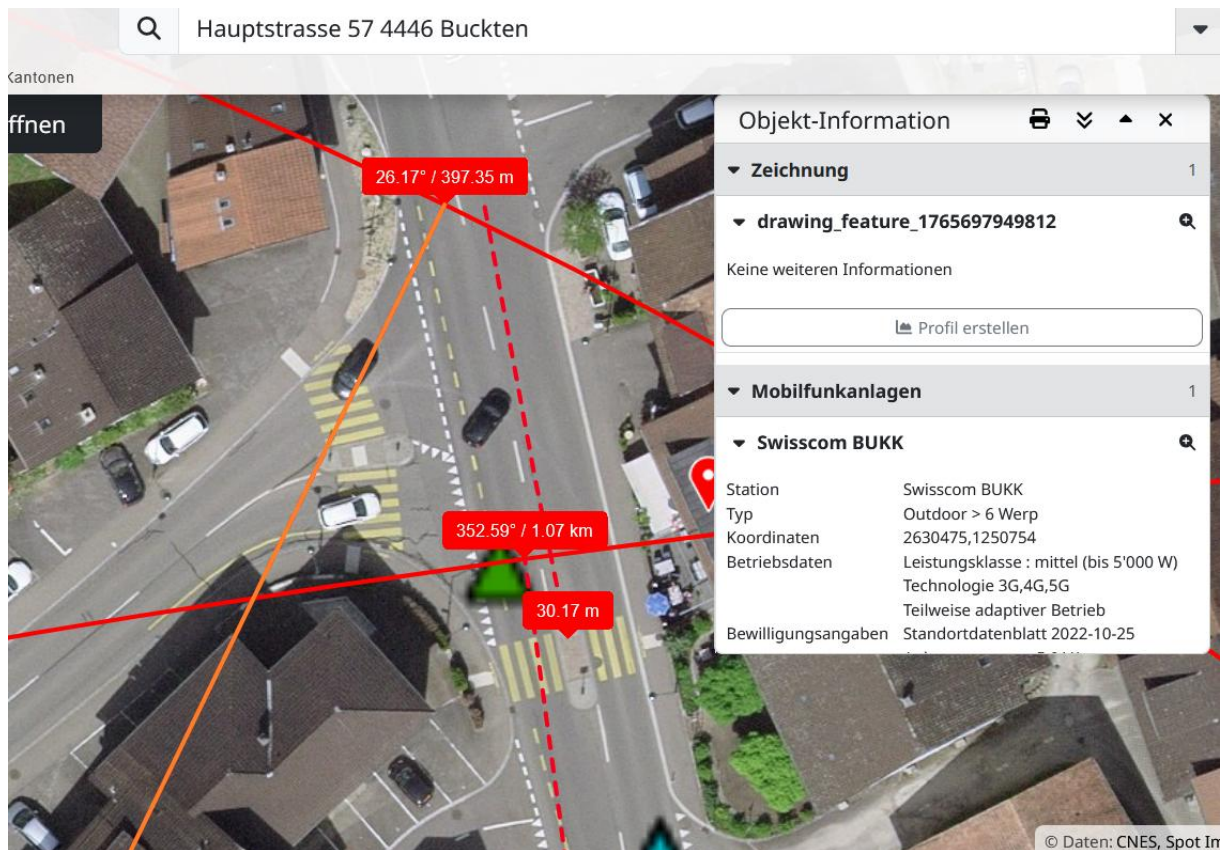 Hauptstrasse 57 4446 Buckten
Kantonen
ffnen
26.17° / 397.35 m
352.59° / 1.07 km
30.17 m
Objekt-Information
Zeichnung 1
drawing_feature_1765697949812
Keine weiteren Informationen
Profil erstellen
Mobilfunkanlagen 1
Swisscom BUKK
Station Swisscom BUKK
Typ Outdoor > 6 Werp
Koordinaten 2630475,1250754
Betriebsdaten Leistungsklasse : mittel (bis 5'000 W)
Technologie 3G,4G,5G
Teilweise adaptiver Betrieb
Bewilligungsangaben Standortdatenblatt 2022-10-25
© Daten: CNES, Spot Im